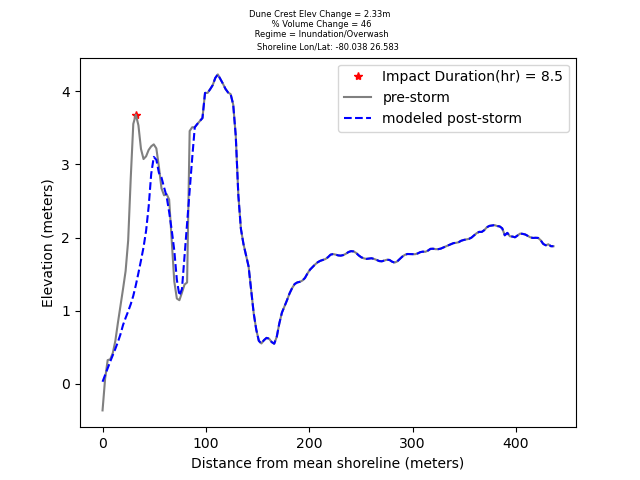 Dune Crest Elev Change = 2.33m
% Volume Change = 46
Regime = Inundation/Overwash
Shoreline Lon/Lat: -80.038 26.583
Impact Duration(hr) = 8.5
pre-storm
modeled post-storm
Elevation (meters)
4
3
2
1
0
0 100 200 300 400
Distance from mean shoreline (meters)